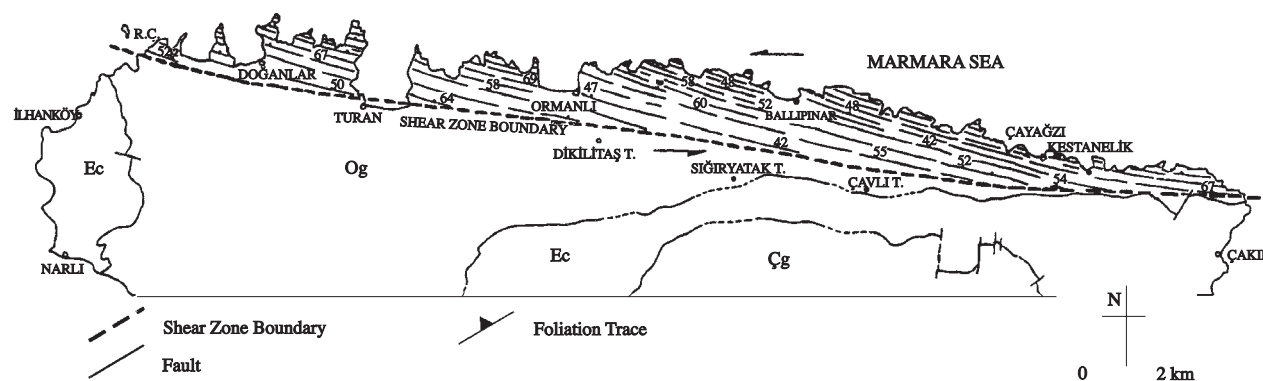 R.Ç.
52
67
DOĞANLAR
50
MARMARA SEA
58
69
47
58
48
64
ORMANLI
60
52
48
BALLIPINAR
TURAN
SHEAR ZONE BOUNDARY
İLHANKÖY
ÇAYAĞZI
42
KESTANELİK
DİKİLİTAŞ T.
42
55
52
Ec
Og
SIĞIRYATAK T.
ÇAVLI T.
54
67
NARLI
Ec
Çg
ÇAKIL
N
Shear Zone Boundary
Foliation Trace
Fault
0 2 km